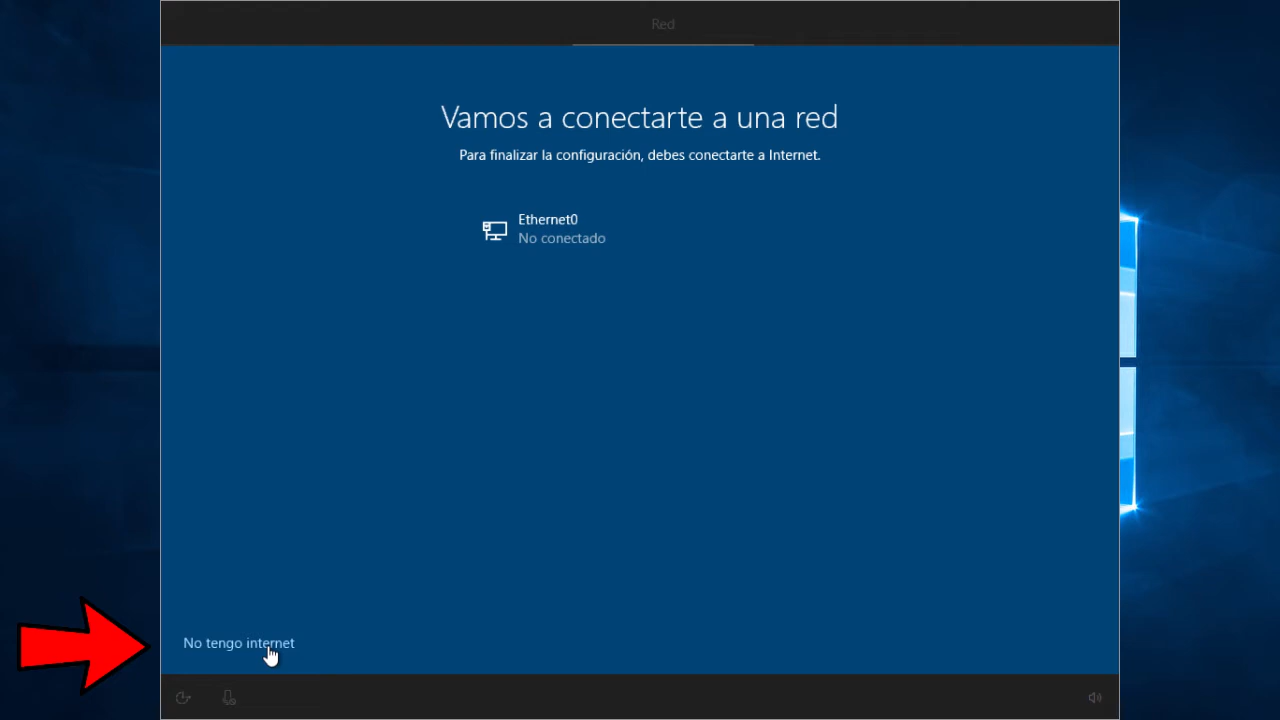 Red
Vamos a conectarte a una red
Para finalizar la configuración, debes conectarte a Internet.
Ethernet0
No conectado
No tengo internet